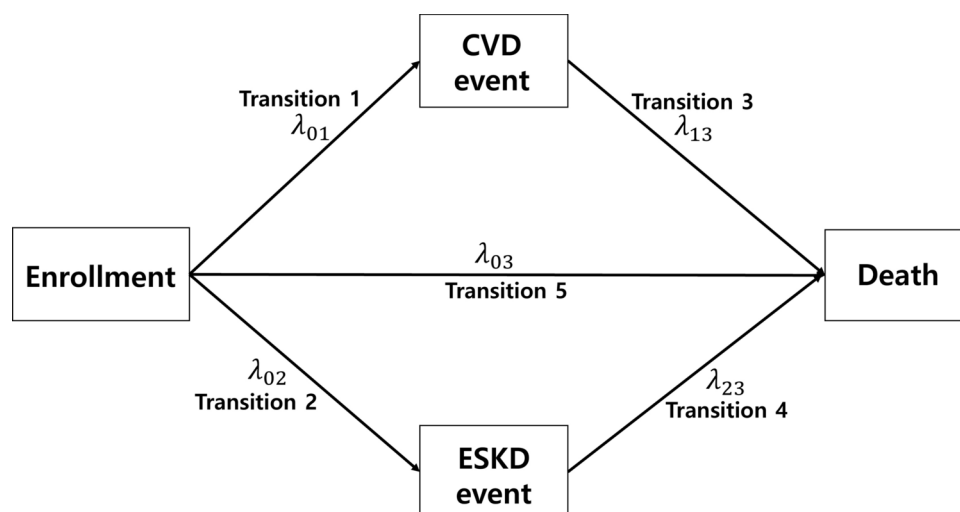 CVD
event
Transition 1
λ01
Transition 3
λ13
Enrollment
λ03
Transition 5
Death
λ02
Transition 2
λ23
Transition 4
ESKD
event